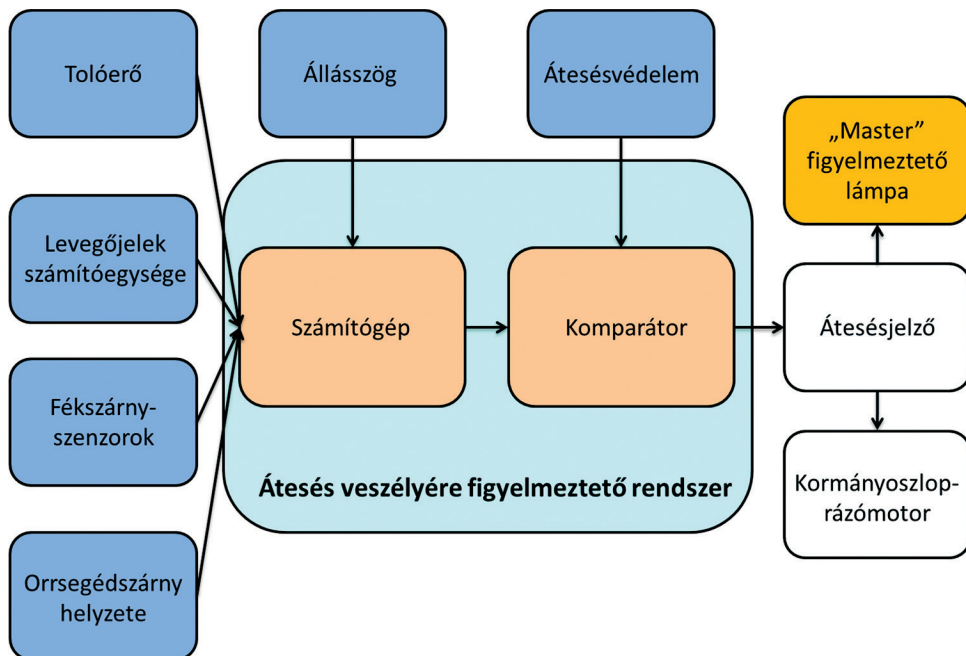 Tolóerő
Állásszög
Átesésvédelem
„Master”
figyelmeztető
lámpa
Levegőjelek
számítóegysége
Számítógép
Komparátor
Átesésjelző
Fékszárny-
szenzorok
Átesés veszélyére figyelmeztető rendszer
Kormányoszlop-
rázómotor
Orrsegédszárny
helyzete